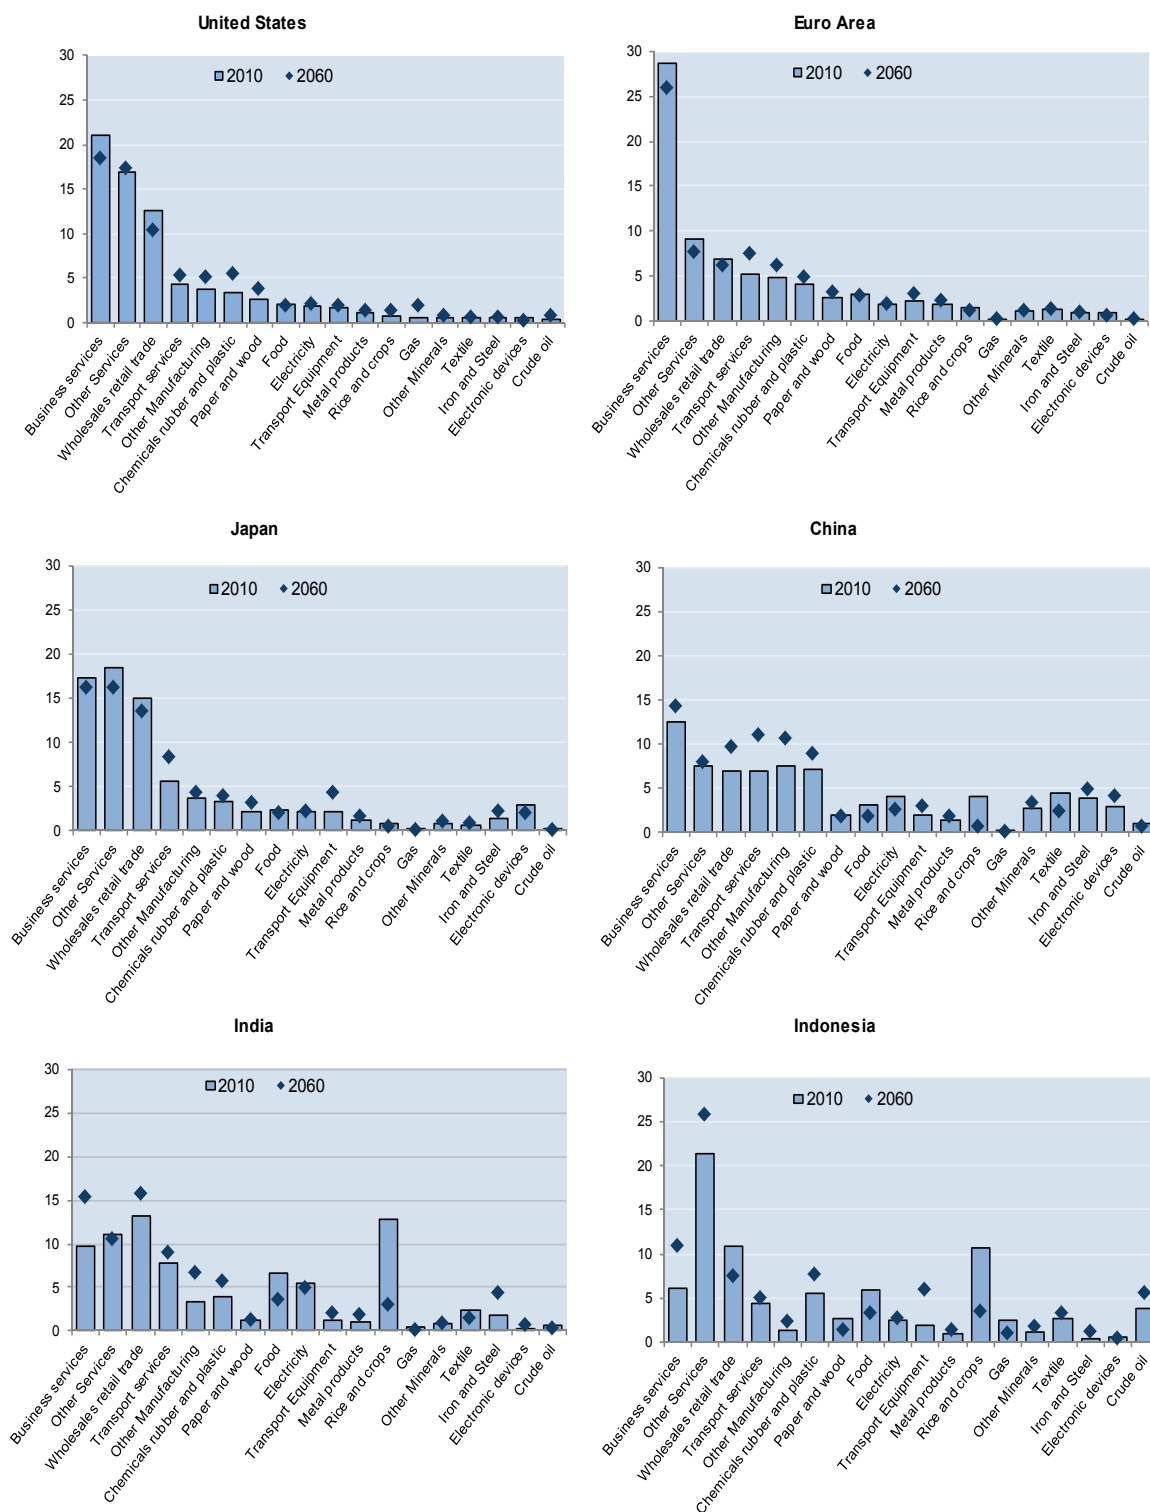 United States
30
25
20
15
10
5
0
2010 2060
Business services
Other Services
Wholesales retail trade
Transport services
Other Manufacturing
Chemicals rubber and plastic
Paper and wood
Food
Electricity
Transport Equipment
Metal products
Rice and crops
Gas
Other Minerals
Textile
Iron and Steel
Electronic devices
Crude oil
Euro Area
30
25
20
15
10
5
0
2010 2060
Business services
Other Services
Wholesales retail trade
Transport services
Other Manufacturing
Chemicals rubber and plastic
Paper and wood
Food
Electricity
Transport Equipment
Metal products
Rice and crops
Gas
Other Minerals
Textile
Iron and Steel
Electronic devices
Crude oil
Japan
30
25
20
15
10
5
0
2010 2060
Business services
Other Services
Wholesales retail trade
Transport services
Other Manufacturing
Chemicals rubber and plastic
Paper and wood
Food
Electricity
Transport Equipment
Metal products
Rice and crops
Gas
Other Minerals
Textile
Iron and Steel
Electronic devices
Crude oil
China
30
25
20
15
10
5
0
2010 2060
Business services
Other Services
Wholesales retail trade
Transport services
Other Manufacturing
Chemicals rubber and plastic
Paper and wood
Food
Electricity
Transport Equipment
Metal products
Rice and crops
Gas
Other Minerals
Textile
Iron and Steel
Electronic devices
Crude oil
India
30
25
20
15
10
5
0
2010 2060
Business services
Other Services
Wholesales retail trade
Transport services
Other Manufacturing
Chemicals rubber and plastic
Paper and wood
Food
Electricity
Transport Equipment
Metal products
Rice and crops
Gas
Other Minerals
Textile
Iron and Steel
Electronic devices
Crude oil
Indonesia
30
25
20
15
10
5
0
2010 2060
Business services
Other Services
Wholesales retail trade
Transport services
Other Manufacturing
Chemicals rubber and plastic
Paper and wood
Food
Electricity
Transport Equipment
Metal products
Rice and crops
Gas
Other Minerals
Textile
Iron and Steel
Electronic devices
Crude oil